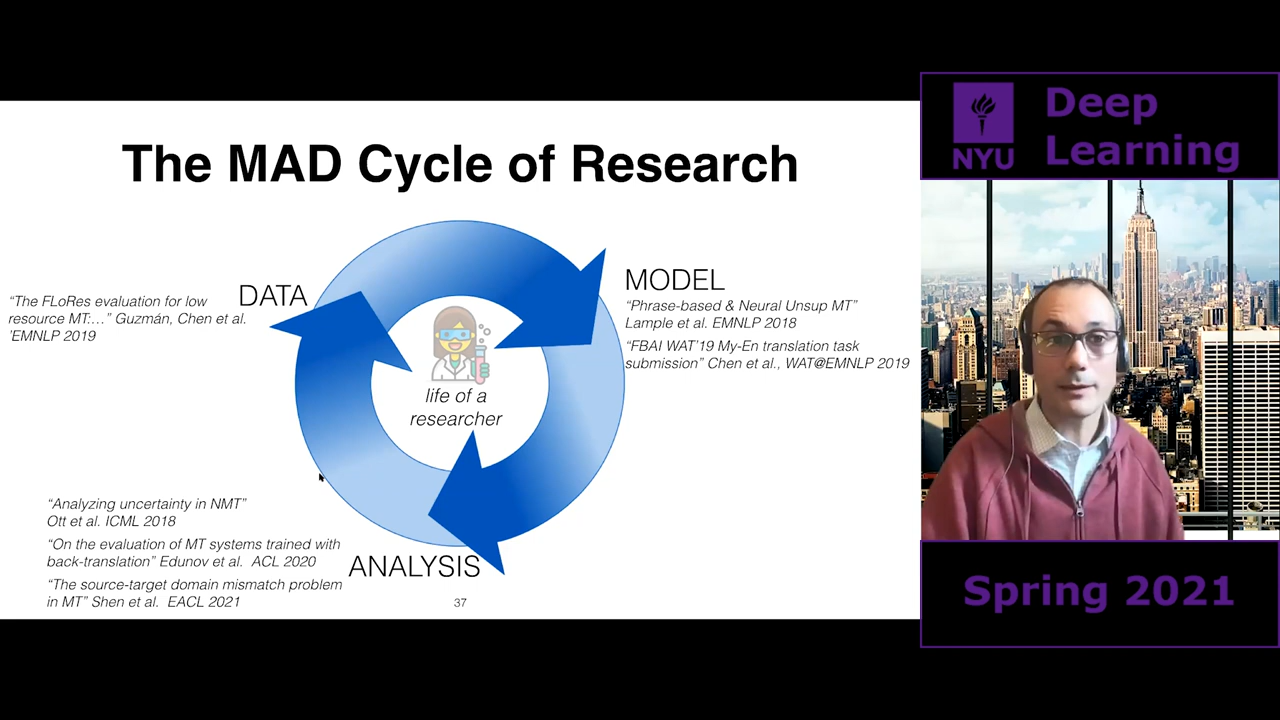 The MAD Cycle of Research
DATA
"The FLoRes evaluation for low
resource MT:…" Guzmán, Chen et al.
'EMNLP 2019
MODEL
"Phrase-based & Neural Unsup MT"
Lample et al. EMNLP 2018
"FBAI WAT'19 My-En translation task
submission" Chen et al., WAT@EMNLP 2019
life of a
researcher
"Analyzing uncertainty in NMT"
Ott et al. ICML 2018
"On the evaluation of MT systems trained with
back-translation" Edunov et al. ACL 2020
"The source-target domain mismatch problem
in MT" Shen et al. EACL 2021
ANALYSIS
37
NYU
Deep
Learning
Spring 2021